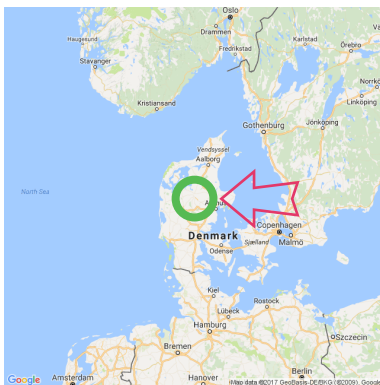 Oslo
Drammen
Haugesund
Karlstad
Örebro
Fredrikstad
Stavanger
Norrkö
Linköping
Kristiansand
Gothenburg
Jönköping
Vendsyssel
Aalborg
North Sea
Denmark
Copenhagen
Sjælland
Malmö
Odense
Kiel
Rostock
Lübeck
Hamburg
Szczecin
Bremen
Amsterdam
Hanover
Berlin
Google
Map data ©2017 GeoBasis-DE/BKG (©2009), Google